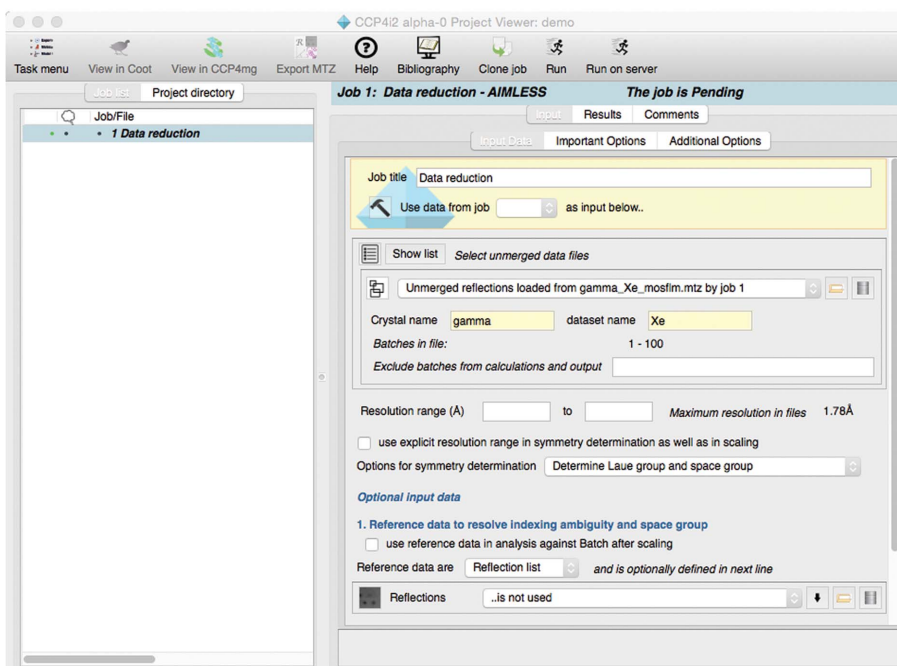 CCP4i2 alpha-0 Project Viewer: demo
Task menu View in Coot View in CCP4mg Export MTZ Help Bibliography Clone job Run Run on server
Job list Project directory
Job/File
1 Data reduction
Job 1: Data reduction - AIMLESS The job is Pending
Input Results Comments
Input Data Important Options Additional Options
Job title Data reduction
Use data from job as input below..
Show list Select unmerged data files
Unmerged reflections loaded from gamma_Xe_mosflm.mtz by job 1
Crystal name gamma dataset name Xe
Batches in file: 1 - 100
Exclude batches from calculations and output
Resolution range (Å) to Maximum resolution in files 1.78Å
use explicit resolution range in symmetry determination as well as in scaling
Options for symmetry determination Determine Laue group and space group
Optional input data
1. Reference data to resolve indexing ambiguity and space group
use reference data in analysis against Batch after scaling
Reference data are Reflection list and is optionally defined in next line
Reflections ..is not used